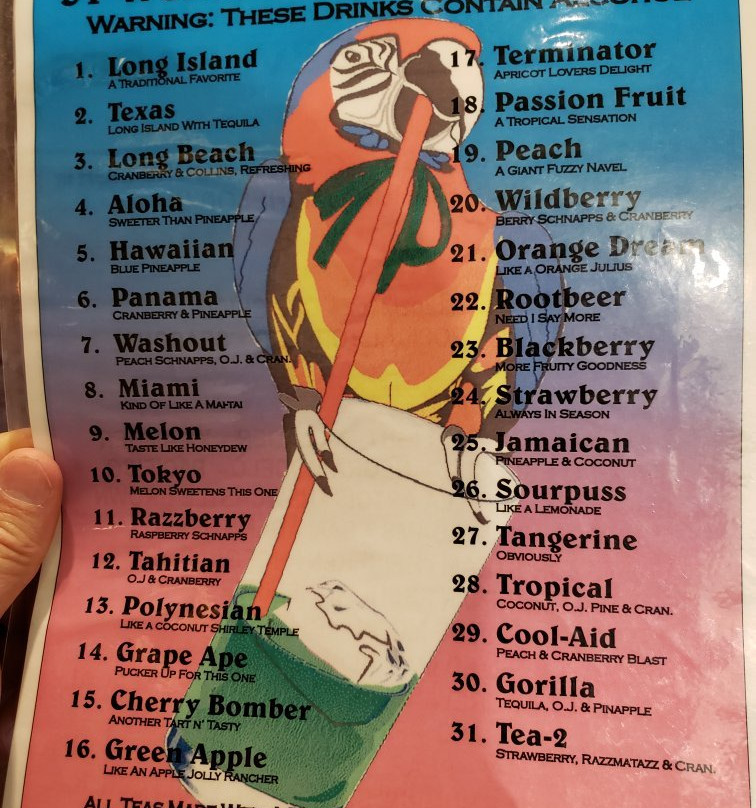 WARNING: THESE DRINKS CONTAIN ALCOHOL
1. Long Island
A TRADITIONAL FAVORITE
2. Texas
LONG ISLAND WITH TEQUILA
3. Long Beach
CRANBERRY & COLLINS, REFRESHING
4. Aloha
SWEETER THAN PINEAPPLE
5. Hawaiian
BLUE PINEAPPLE
6. Panama
CRANBERRY & PINEAPPLE
7. Washout
PEACH SCHNAPPS, O.J. & CRAN.
8. Miami
KIND OF LIKE A MAI-TAI
9. Melon
TASTE LIKE HONEYDEW
10. Tokyo
MELON SWEETENS THIS ONE
11. Razzberry
RASPBERRY SCHNAPPS
12. Tahitian
O.J & CRANBERRY
13. Polynesian
LIKE A COCONUT SHIRLEY TEMPLE
14. Grape Ape
PUCKER UP FOR THIS ONE
15. Cherry Bomber
ANOTHER TART N' TASTY
16. Green Apple
LIKE AN APPLE JOLLY RANCHER
17. Terminator
APRICOT LOVERS DELIGHT
18. Passion Fruit
A TROPICAL SENSATION
19. Peach
A GIANT FUZZY NAVEL
20. Wildberry
BERRY SCHNAPPS & CRANBERRY
21. Orange Dream
LIKE A ORANGE JULIUS
22. Rootbeer
NEED I SAY MORE
23. Blackberry
MORE FRUITY GOODNESS
24. Strawberry
ALWAYS IN SEASON
25. Jamaican
PINEAPPLE & COCONUT
26. Sourpuss
LIKE A LEMONADE
27. Tangerine
OBVIOUSLY
28. Tropical
COCONUT, O.J. PINE & CRAN.
29. Cool-Aid
PEACH & CRANBERRY BLAST
30. Gorilla
TEQUILA, O.J. & PINAPPLE
31. Tea-2
STRAWBERRY, RAZZMATAZZ & CRAN.
ALL TEAS MADE